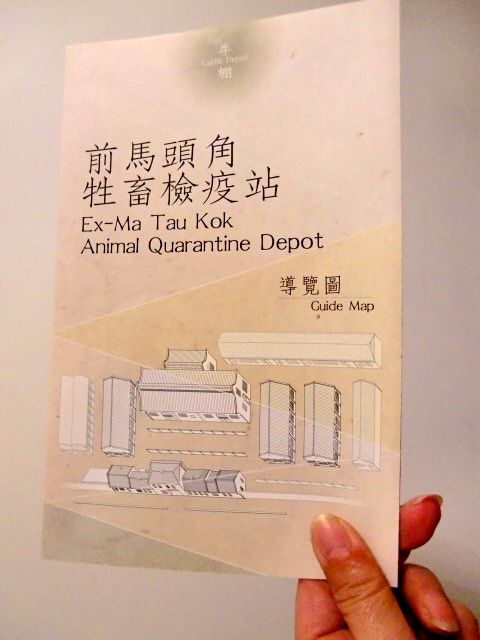 牛
Cattle Depot
棚
前馬頭角
牲畜檢疫站
Ex-Ma Tau Kok
Animal Quarantine Depot
導覽圖
Guide Map